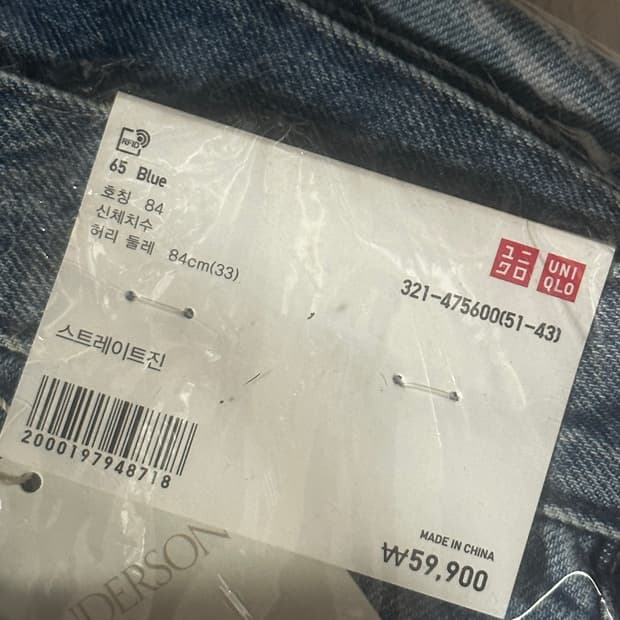 RFID
65 Blue
호칭 84
신체치수
허리 둘레 84cm(33)
ユニ
クロ
UNI
QLO
321-475600(51-43)
스트레이트진
2000197948718
MADE IN CHINA
₩59,900
NDERSON